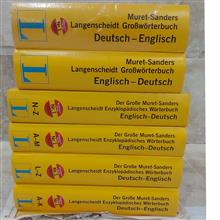 L
Muret-Sanders
Langenscheidt Großwörterbuch
Deutsch – Englisch
L
Muret-Sanders
Langenscheidt Großwörterbuch
Englisch – Deutsch
L
N-Z
Der Große Muret-Sanders
Langenscheidt Enzyklopädisches Wörterbuch
Englisch–Deutsch
L
A-M
Der Große Muret-Sanders
Langenscheidt Enzyklopädisches Wörterbuch
Englisch–Deutsch
L
L-Z
Der Große Muret-Sanders
Langenscheidt Enzyklopädisches Wörterbuch
Deutsch–Englisch
L
A-K
Der Große Muret-Sanders
Langenscheidt Enzyklopädisches Wörterbuch
Deutsch–Englisch